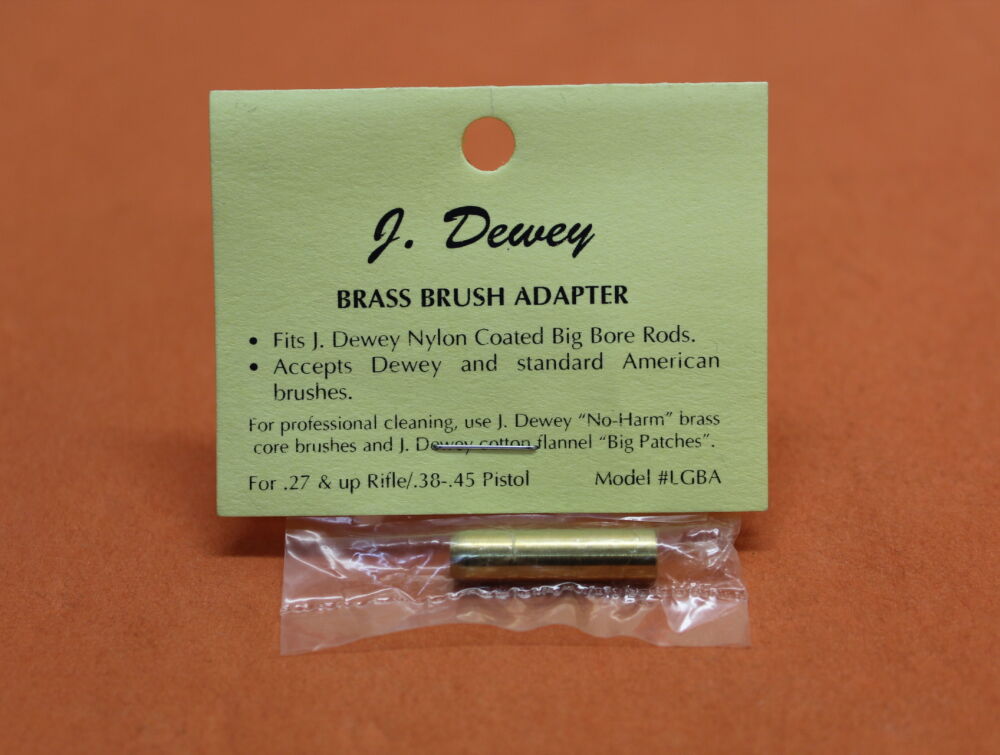 J. Dewey
BRASS BRUSH ADAPTER
• Fits J. Dewey Nylon Coated Big Bore Rods.
• Accepts Dewey and standard American
brushes.
For professional cleaning, use J. Dewey “No-Harm” brass
core brushes and J. Dewey cotton flannel “Big Patches”.
For .27 & up Rifle/.38-.45 Pistol Model #LGBA